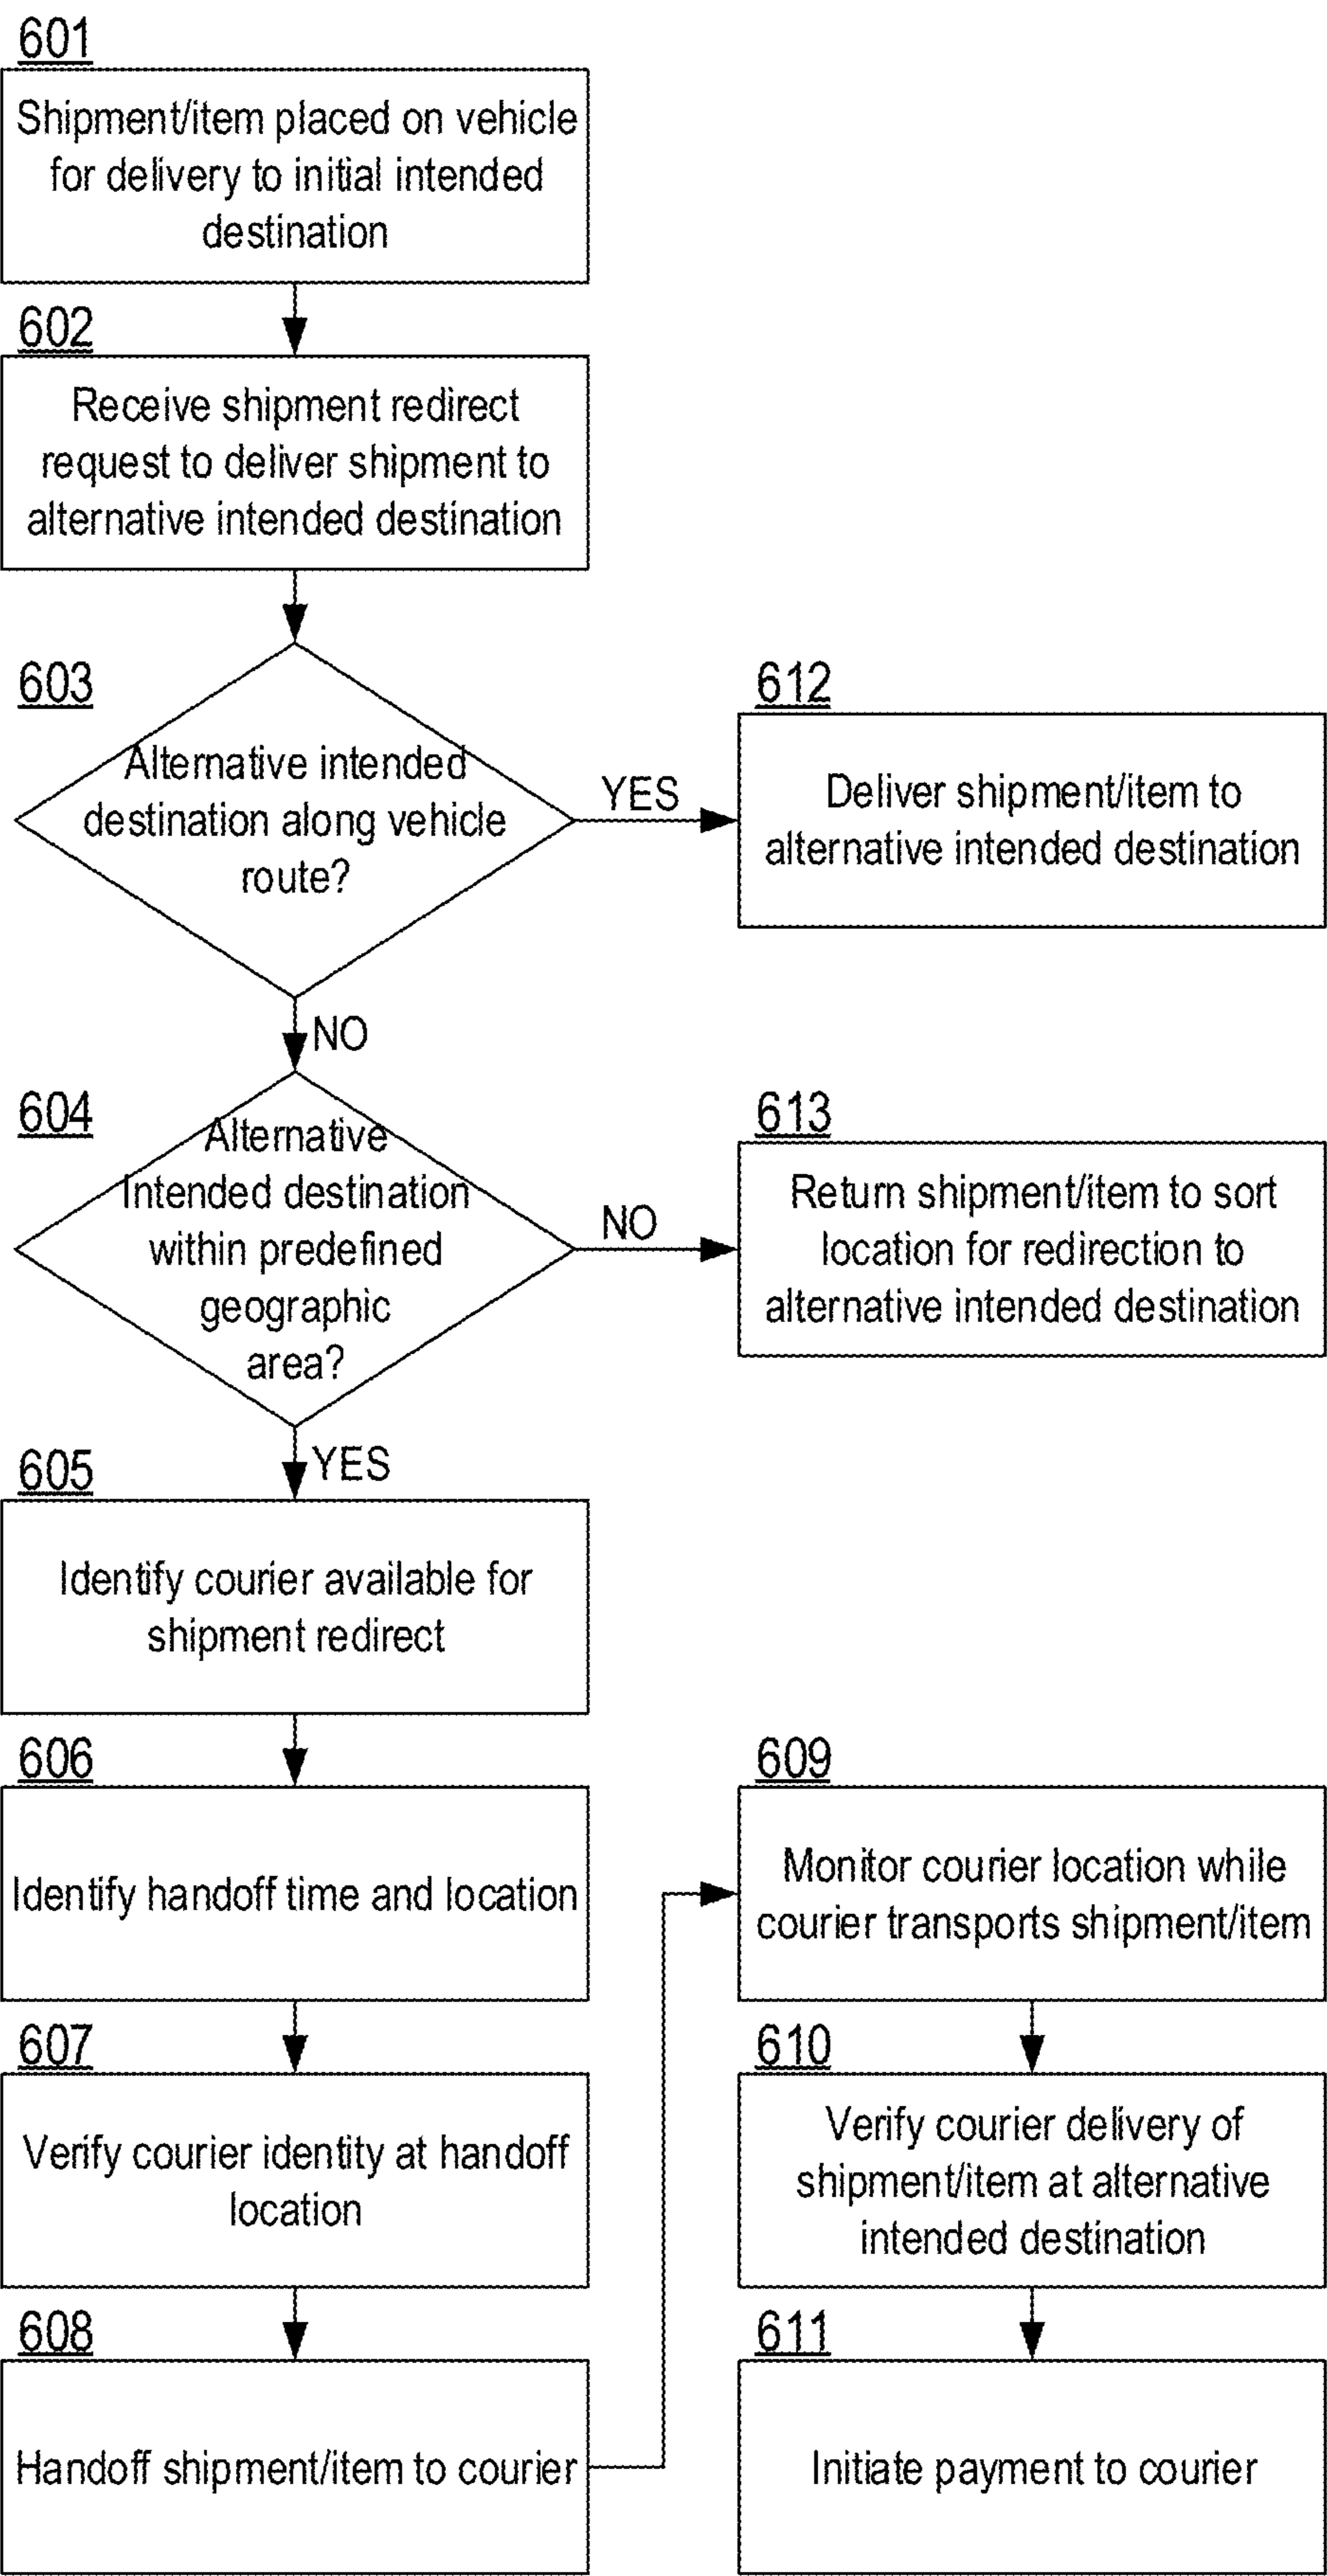 601
Shipment/item placed on vehicle
for delivery to initial intended
destination
602
Receive shipment redirect
request to deliver shipment to
alternative intended destination
603
Alternative intended
destination along vehicle
route?
YES
612
Deliver shipment/item to
alternative intended destination
NO
604
Alternative
Intended destination
within predefined
geographic
area?
NO
613
Return shipment/item to sort
location for redirection to
alternative intended destination
YES
605
Identify courier available for
shipment redirect
606
Identify handoff time and location
607
Verify courier identity at handoff
location
608
Handoff shipment/item to courier
609
Monitor courier location while
courier transports shipment/item
610
Verify courier delivery of
shipment/item at alternative
intended destination
611
Initiate payment to courier